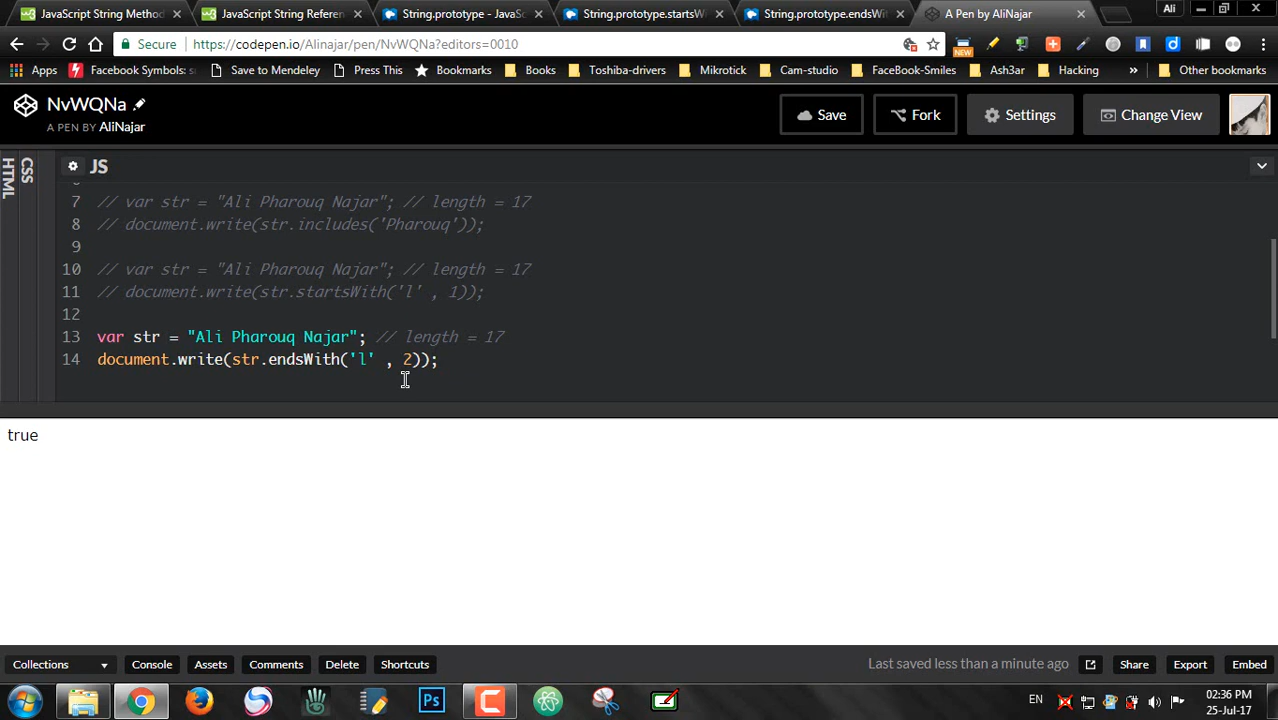 JavaScript String Method
JavaScript String Referen
String.prototype - JavaSc
String.prototype.startsW
String.prototype.endsWit
A Pen by AliNajar
Ali
Secure
https://codepen.io/Alinajar/pen/NvWQNa?editors=0010
NEW
Apps
Facebook Symbols: s
Save to Mendeley
Press This
Bookmarks
Books
Toshiba-drivers
Mikrotick
Cam-studio
FaceBook-Smiles
Ash3ar
Hacking
»
Other bookmarks
NvWQNa
A PEN BY AliNajar
Save
Fork
Settings
Change View
HTML
CSS
JS
7 // var str = "Ali Pharouq Najar"; // length = 17
8 // document.write(str.includes('Pharouq'));
9
10 // var str = "Ali Pharouq Najar"; // length = 17
11 // document.write(str.startsWith('l' , 1));
12
13 var str = "Ali Pharouq Najar"; // length = 17
14 document.write(str.endsWith('l' , 2));
true
Collections
Console
Assets
Comments
Delete
Shortcuts
Last saved less than a minute ago
Share
Export
Embed
Ps
EN
02:36 PM
25-Jul-17